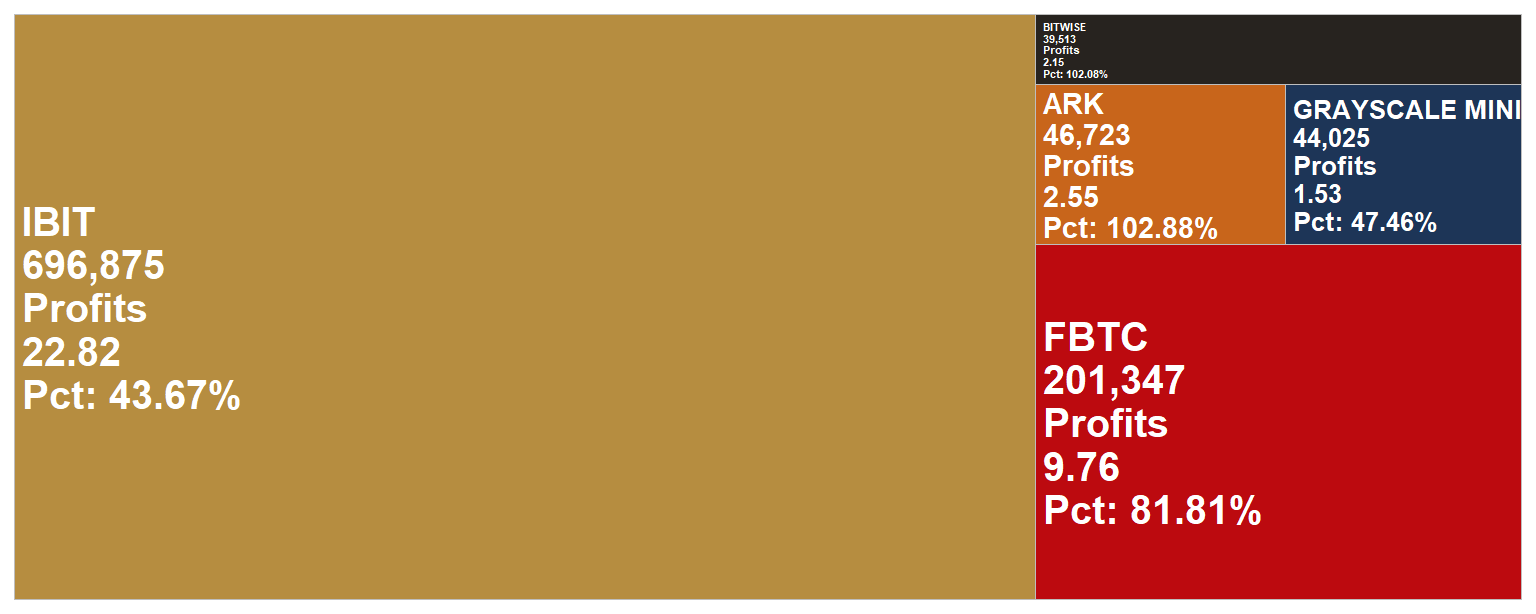 IBIT
696,875
Profits
22.82
Pct: 43.67%
BITWISE
39,513
Profits
2.15
Pct: 102.08%
ARK
46,723
Profits
2.55
Pct: 102.88%
GRAYSCALE MINI
44,025
Profits
1.53
Pct: 47.46%
FBTC
201,347
Profits
9.76
Pct: 81.81%